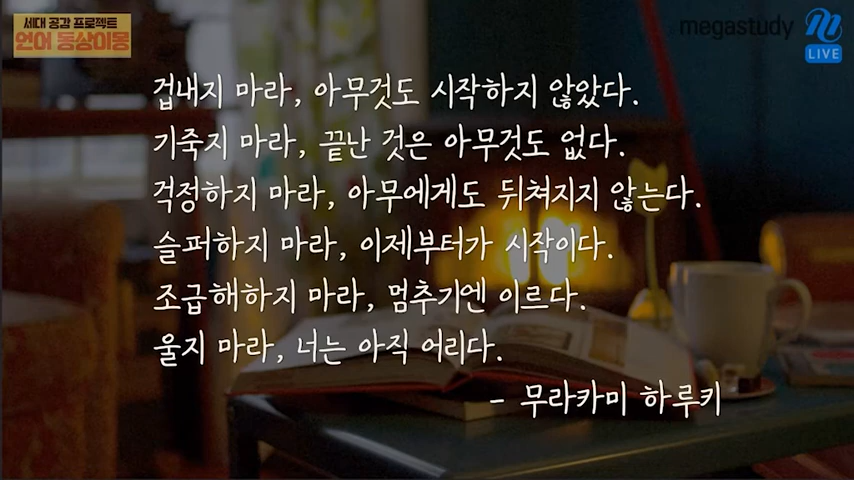 세대 공감 프로젝트
언어 동상이몽
megastudy
LIVE
겁내지 마라, 아무것도 시작하지 않았다.
기죽지 마라, 끝난 것은 아무것도 없다.
걱정하지 마라, 아무에게도 뒤쳐지지 않는다.
슬퍼하지 마라, 이제부터가 시작이다.
조급해하지 마라, 멈추기엔 이르다.
울지 마라, 너는 아직 어리다.
- 무라카미 하루키